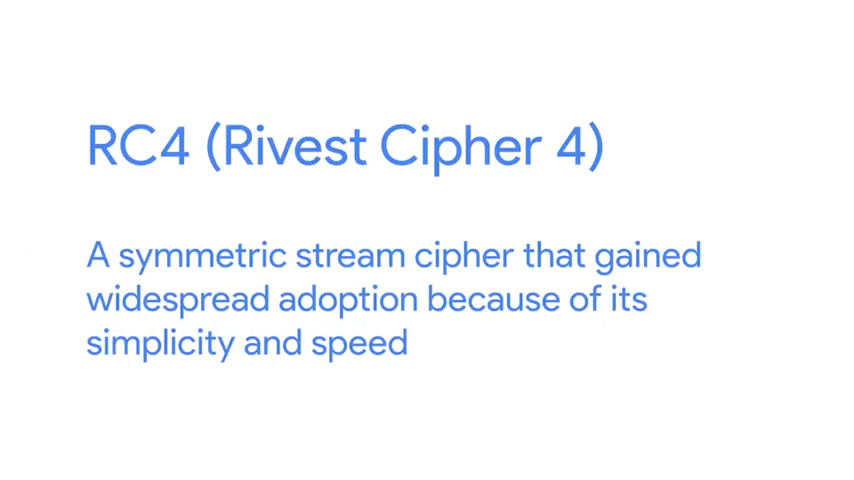 RC4 (Rivest Cipher 4)
A symmetric stream cipher that gained
widespread adoption because of its
simplicity and speed